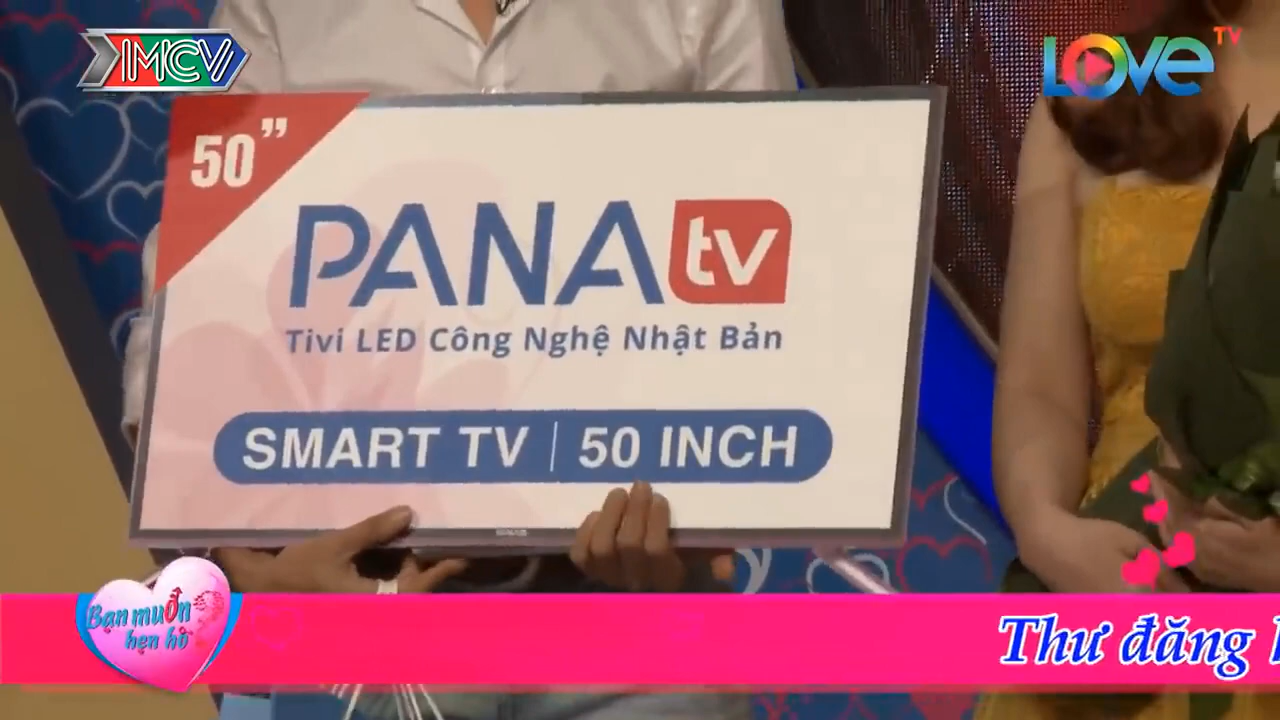 MCV
LOVE TV
50”
PANA tv
Tivi LED Công Nghệ Nhật Bản
SMART TV | 50 INCH
Bạn muốn
hẹn hò
Thư đăng